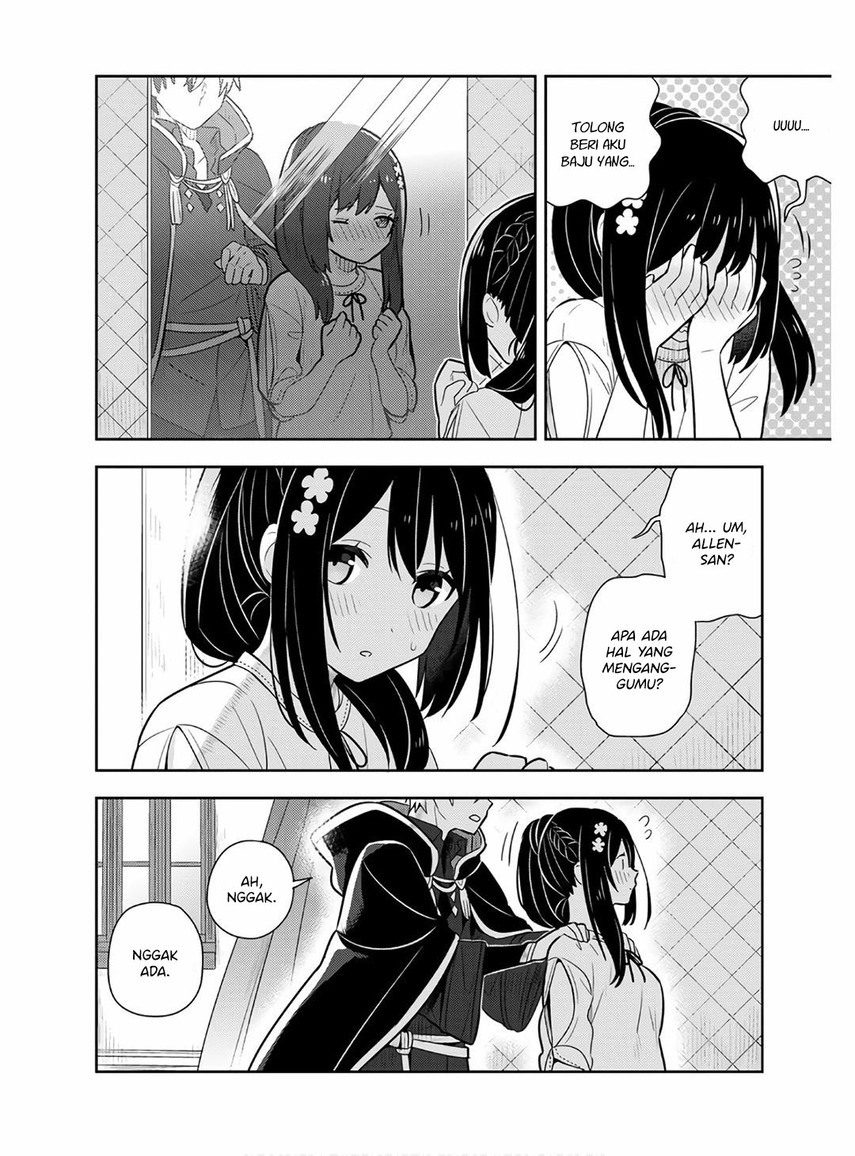 UUUU....
TOLONG
BERI AKU
BAJU YANG...
AH... UM,
ALLEN-
SAN?
APA ADA
HAL YANG
MENGANG-
GUMU?
AH,
NGGAK.
NGGAK
ADA.